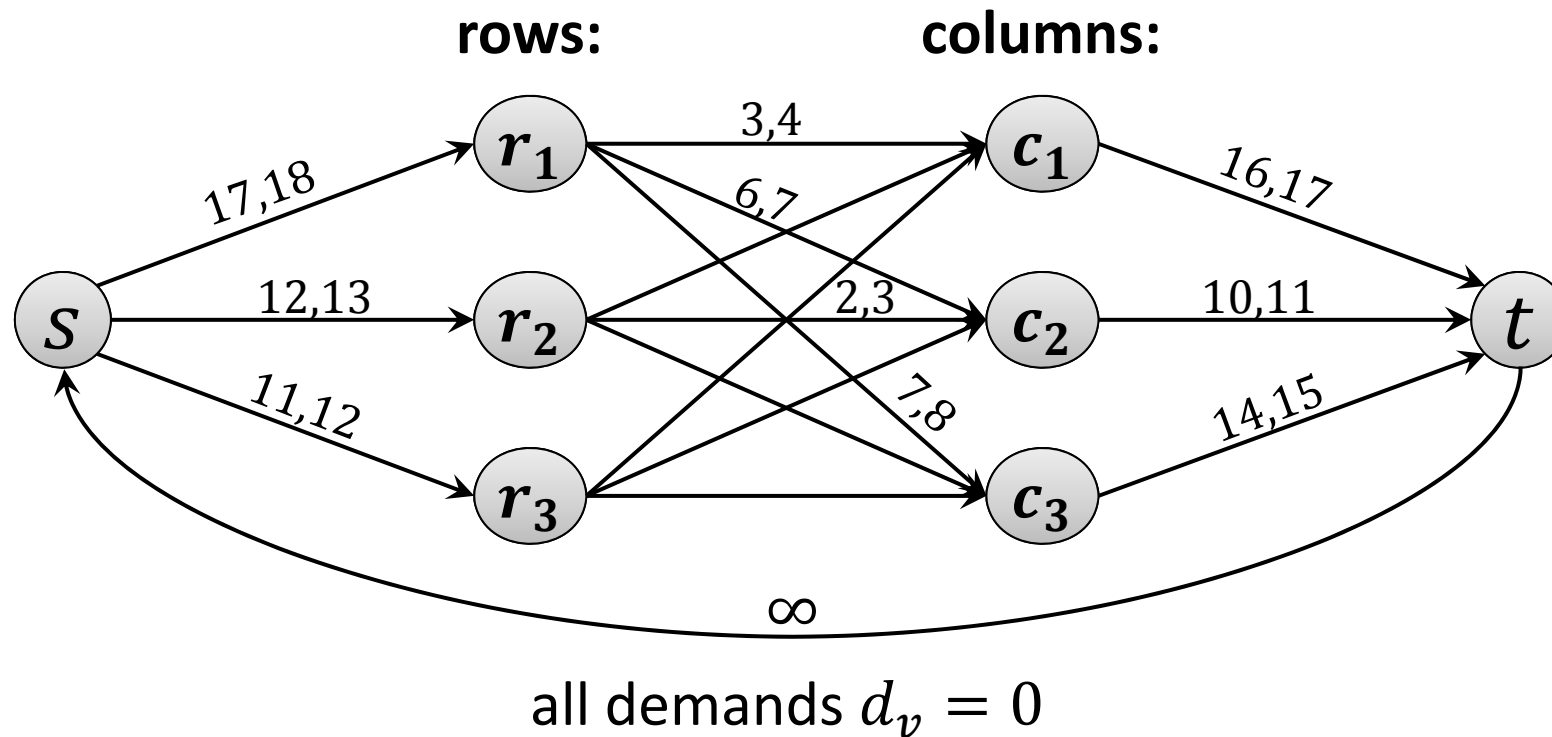 rows:
columns:
r₁
3,4
c₁
17,18
6,7
16,17
s
12,13
r₂
2,3
c₂
10,11
t
11,12
7,8
14,15
r₃
c₃
∞
all demands dᵥ = 0